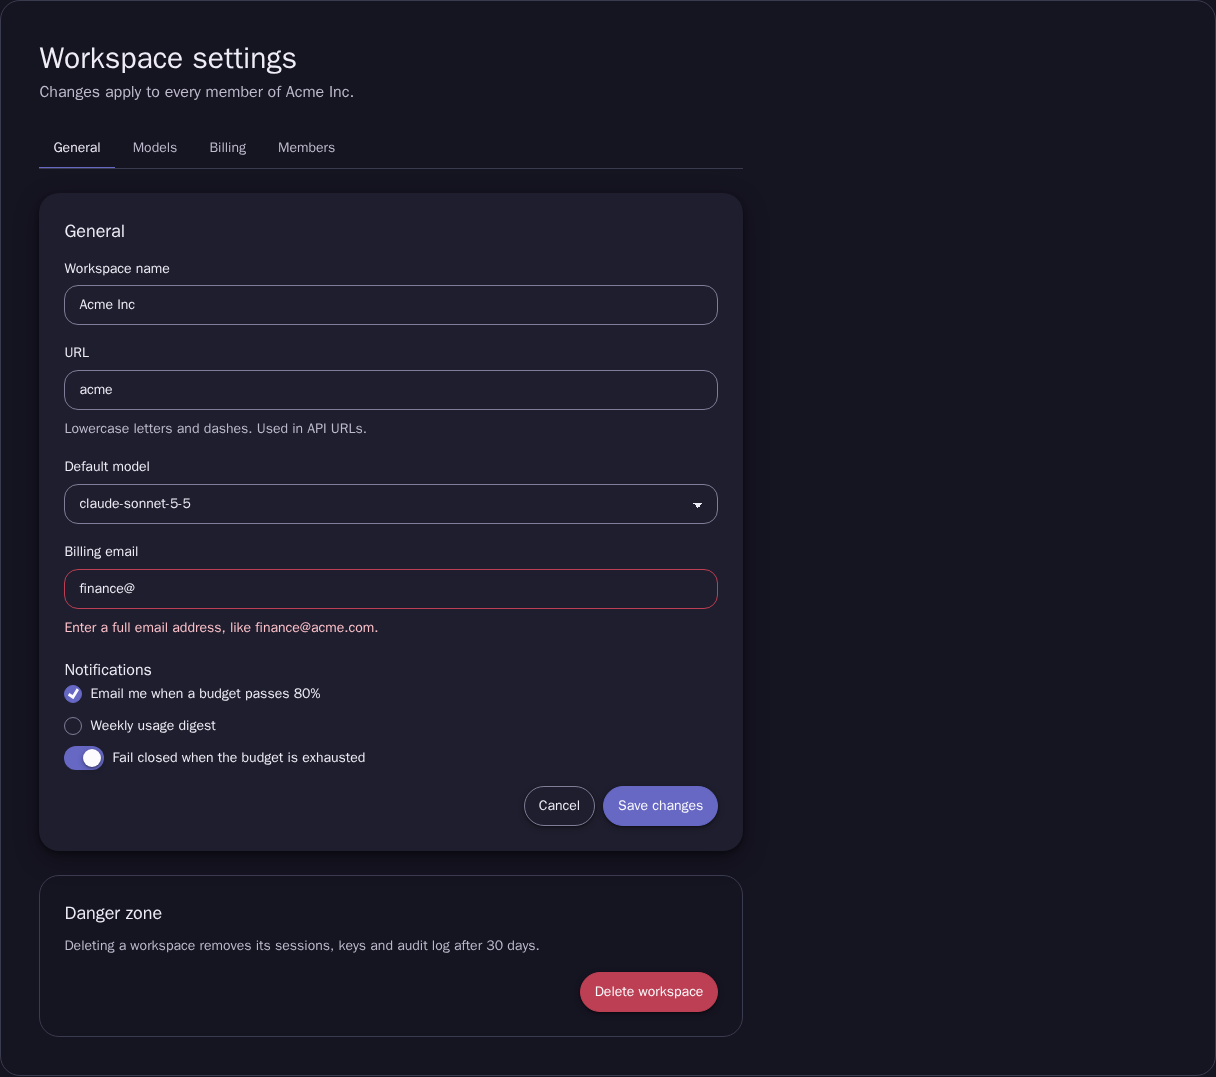 Workspace settings
Changes apply to every member of Acme Inc.
General Models Billing Members
General
Workspace name
Acme Inc
URL
acme
Lowercase letters and dashes. Used in API URLs.
Default model
claude-sonnet-5-5
Billing email
finance@
Enter a full email address, like finance@acme.com.
Notifications
Email me when a budget passes 80%
Weekly usage digest
Fail closed when the budget is exhausted
Cancel Save changes
Danger zone
Deleting a workspace removes its sessions, keys and audit log after 30 days.
Delete workspace